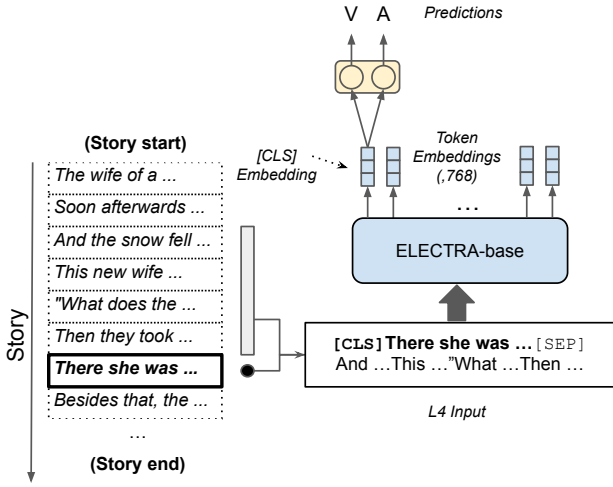 V A Predictions
(Story start)
The wife of a ...
Soon afterwards ...
And the snow fell ...
This new wife ...
"What does the ...
Then they took ...
There she was ...
Besides that, the ...
...
(Story end)
Story
[CLS]
Embedding
Token
Embeddings
(,768)
...
ELECTRA-base
[CLS] There she was ... [SEP]
And ...This ..."What ...Then ...
L4 Input